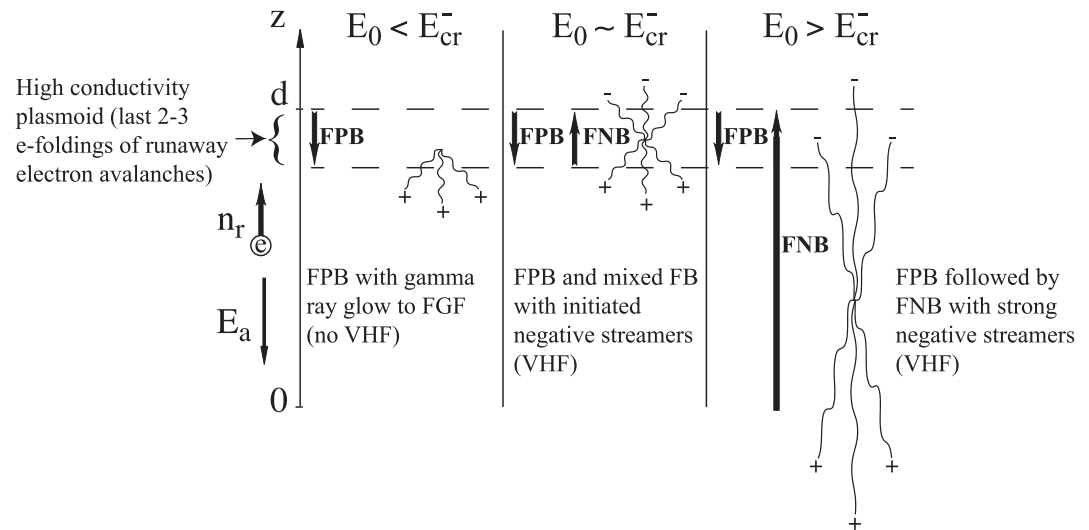 z
E0 < E−cr
E0 ~ E−cr
E0 > E−cr
High conductivity
plasmoid (last 2-3
e-foldings of runaway
electron avalanches)
d
FPB
+ + +
FPB
FNB
- - -
+ + +
FPB
FNB
- - -
+ + +
nr
e
Ea
0
FPB with gamma
ray glow to FGF
(no VHF)
FPB and mixed FB
with initiated
negative streamers
(VHF)
FPB followed by
FNB with strong
negative streamers
(VHF)